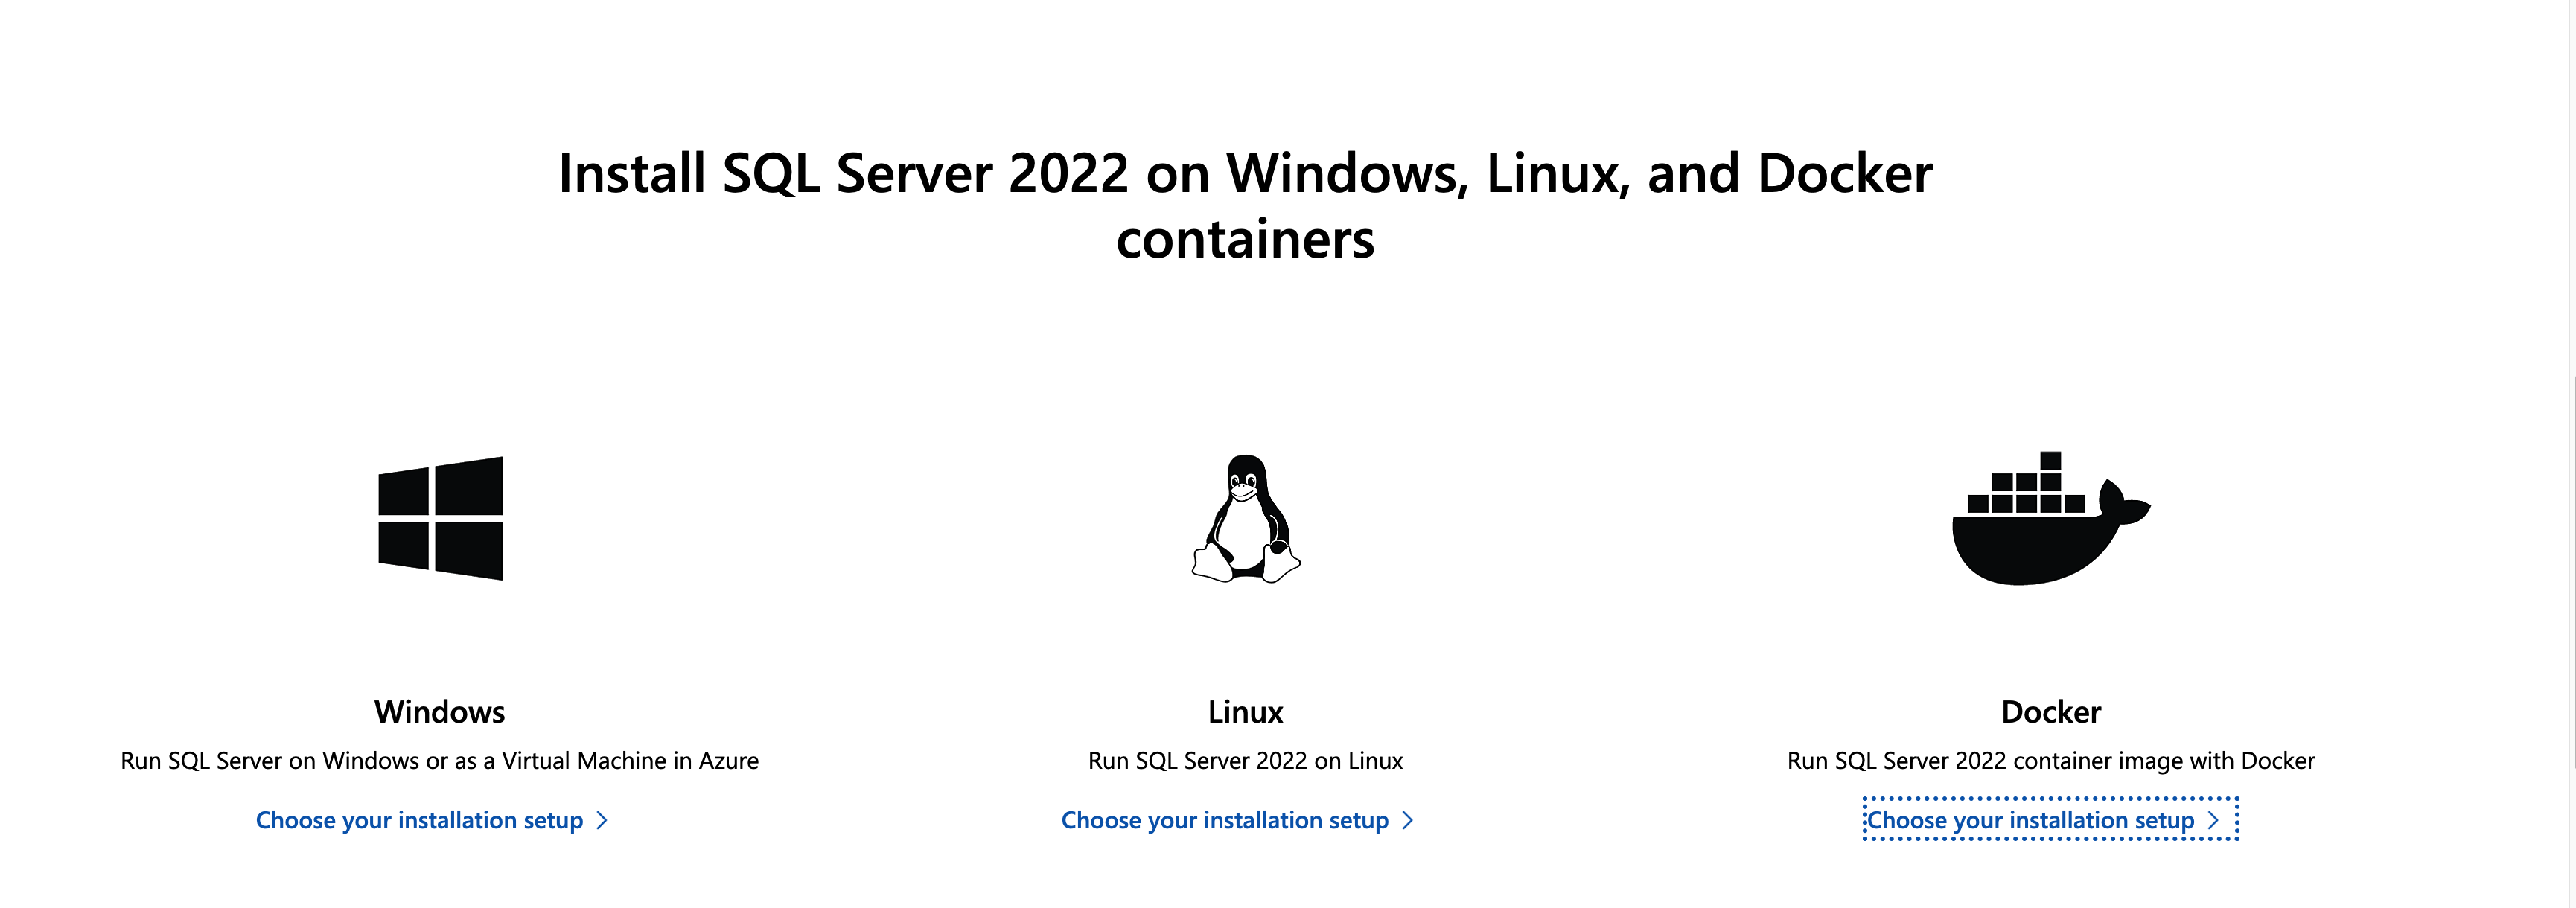 Install SQL Server 2022 on Windows, Linux, and Docker
containers
Windows
Run SQL Server on Windows or as a Virtual Machine in Azure
Choose your installation setup
Linux
Run SQL Server 2022 on Linux
Choose your installation setup
Docker
Run SQL Server 2022 container image with Docker
Choose your installation setup